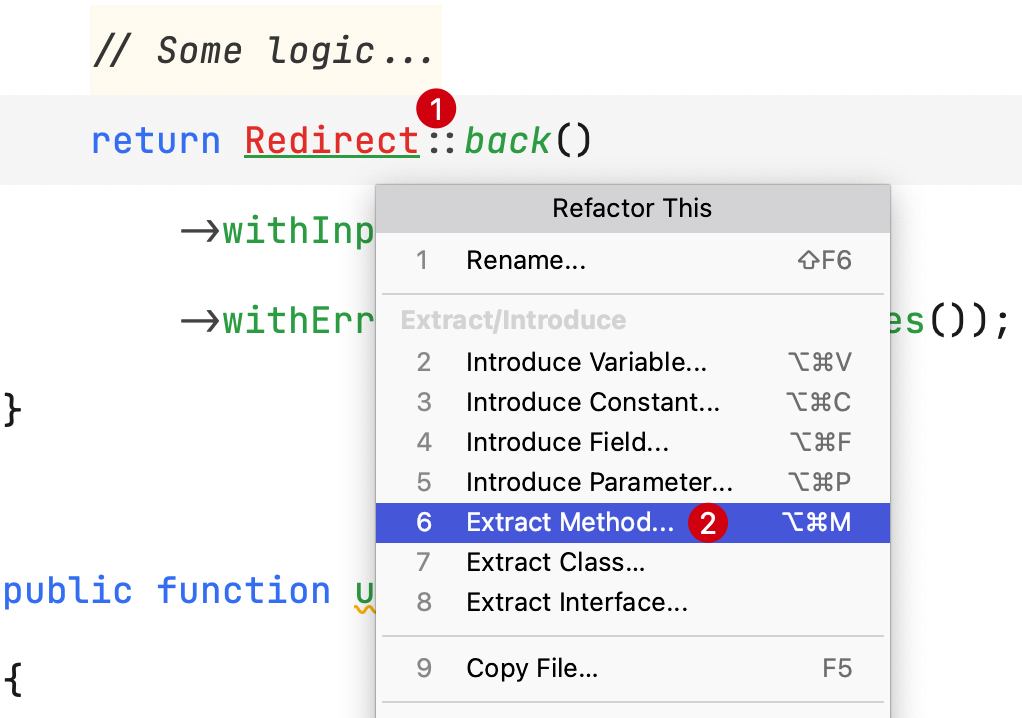 // Some logic...
1
return Redirect::back()
Refactor This
->withInp
1 Rename... ⇧F6
->withErr
Extract/Introduce
es());
2 Introduce Variable... ⌥⌘V
3 Introduce Constant... ⌥⌘C
}
4 Introduce Field... ⌥⌘F
5 Introduce Parameter... ⌥⌘P
6 Extract Method... 2 ⌥⌘M
7 Extract Class...
public function u
8 Extract Interface...
9 Copy File... F5
{